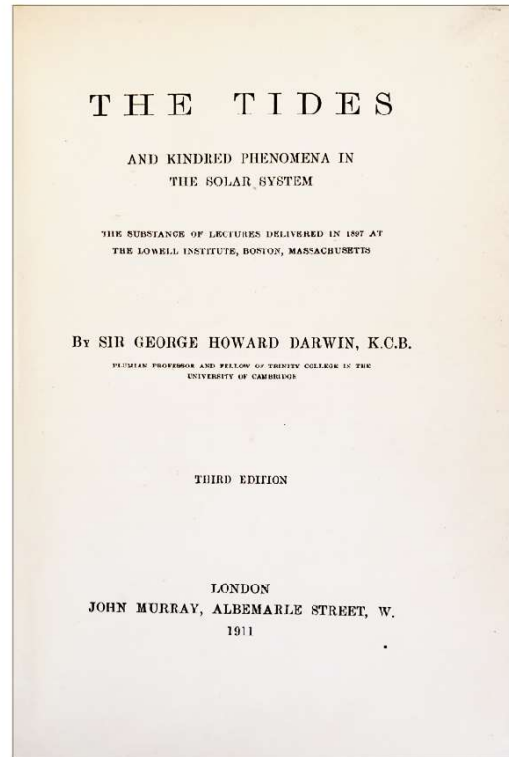 THE TIDES
AND KINDRED PHENOMENA IN
THE SOLAR SYSTEM
THE SUBSTANCE OF LECTURES DELIVERED IN 1897 AT
THE LOWELL INSTITUTE, BOSTON, MASSACHUSETTS
BY SIR GEORGE HOWARD DARWIN, K.C.B.
PLUMIAN PROFESSOR AND FELLOW OF TRINITY COLLEGE IN THE
UNIVERSITY OF CAMBRIDGE
THIRD EDITION
LONDON
JOHN MURRAY, ALBEMARLE STREET, W.
1911